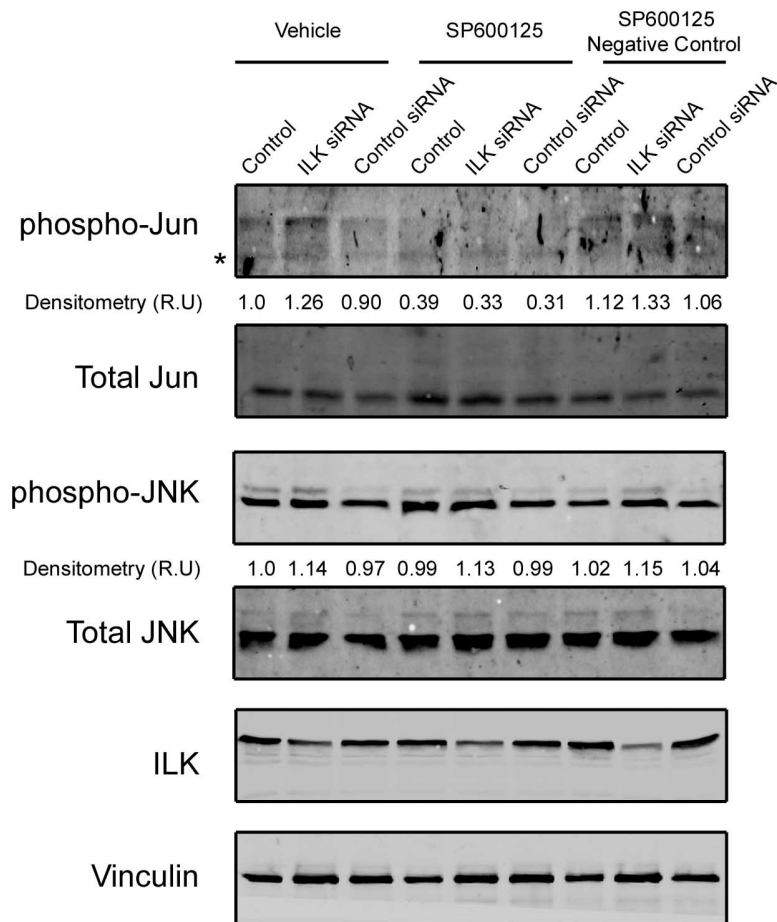 Vehicle SP600125 SP600125
Negative Control
Control ILK siRNA Control siRNA Control ILK siRNA Control siRNA Control ILK siRNA Control siRNA
phospho-Jun
*
Densitometry (R.U) 1.0 1.26 0.90 0.39 0.33 0.31 1.12 1.33 1.06
Total Jun
phospho-JNK
Densitometry (R.U) 1.0 1.14 0.97 0.99 1.13 0.99 1.02 1.15 1.04
Total JNK
ILK
Vinculin